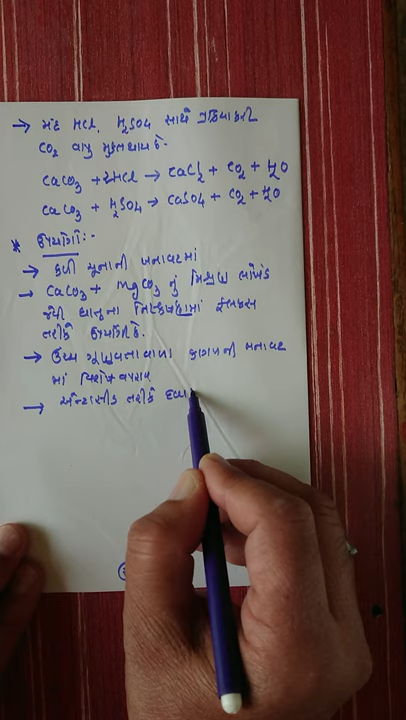 → મંદ HCl, H₂SO₄ સાથે પ્રક્રિયા કરી
CO₂ વાયુ મુક્ત થાય છે.
CaCO₃ + 2HCl → CaCl₂ + CO₂ + H₂O
CaCO₃ + H₂SO₄ → CaSO₄ + CO₂ + H₂O
* ઉપયોગો :-
→ કળી ચૂનાની બનાવટમાં
→ CaCO₃ + MgCO₃ નું મિશ્રણ લોખંડ
જેવી ધાતુના નિષ્કર્ષણમાં ફ્લક્સ
તરીકે ઉપયોગી છે.
→ ઉચ્ચ ગુણવત્તાવાળા કાગળની બનાવટ
માં વિશેષ વપરાય
→ એન્ટાસીડ તરીકે દવા